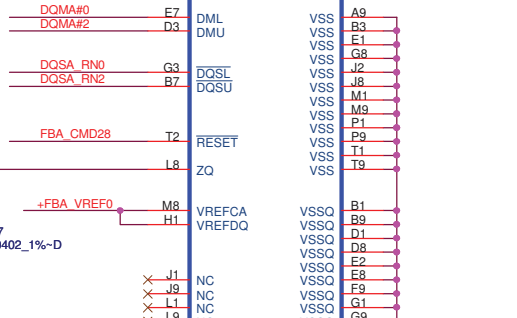 DQMA#0 E7 DML VSS A9
DQMA#2 D3 DMU VSS B3
VSS E1
VSS G8
DQSA_RN0 G3 DQSL VSS J2
DQSA_RN2 B7 DQSU VSS J8
VSS M1
VSS M9
VSS P1
FBA_CMD28 T2 RESET VSS P9
VSS T1
L8 ZQ VSS T9
+FBA_VREF0 M8 VREFCA VSSQ B1
H1 VREFDQ VSSQ B9
7 VSSQ D1
0402_1%~D VSSQ D8
VSSQ E2
J1 NC VSSQ E8
J9 NC VSSQ F9
L1 NC VSSQ G1
L9 G9